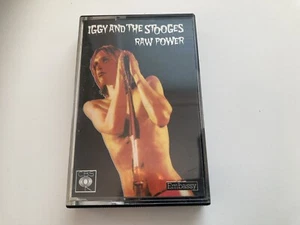 IGGY AND THE STOOGES
RAW POWER
Embassy